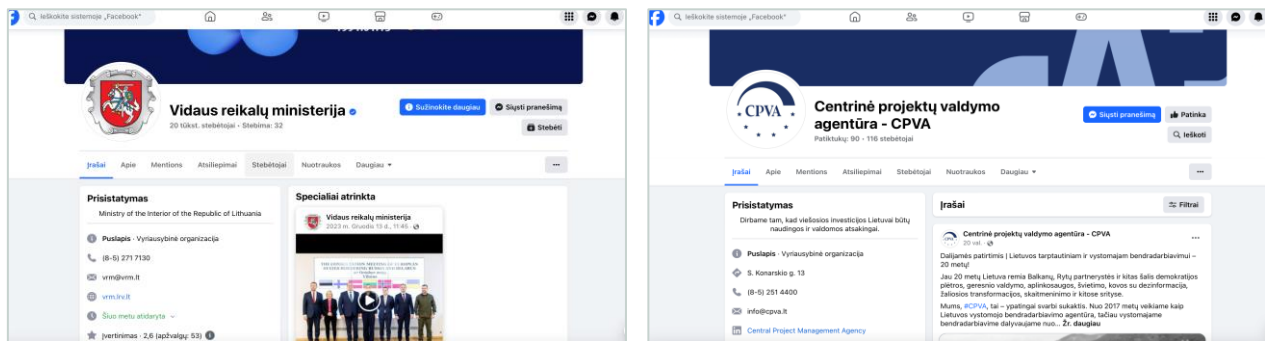 Ieškokite sistemoje „Facebook"
Vidaus reikalų ministerija
20 tūkst. stebėtojai • Stebima: 32
Sužinokite daugiau
Siųsti pranešimą
Stebėti
Įrašai Apie Mentions Atsiliepimai Stebėtojai Nuotraukos Daugiau
Prisistatymas
Ministry of the Interior of the Republic of Lithuania
Puslapis · Vyriausybinė organizacija
(8-5) 271 7130
vrm@vrm.lt
vrm.lrv.lt
Šiuo metu atidaryta
Įvertinimas · 2,6 (apžvalgų: 53)
Specialiai atrinkta
Vidaus reikalų ministerija
2023 m. Gruodis 13 d., 11:45
Ieškokite sistemoje „Facebook"
CPVA
Centrinė projektų valdymo
agentūra - CPVA
Patiktukų: 90 • 116 stebėtojai
Siųsti pranešimą
Patinka
Ieškoti
Įrašai Apie Mentions Atsiliepimai Stebėtojai Nuotraukos Daugiau
Prisistatymas
Dirbame tam, kad viešosios investicijos Lietuvai būtų
naudingos ir valdomos atsakingai.
Puslapis · Vyriausybinė organizacija
S. Konarskio g. 13
(8-5) 251 4400
info@cpva.lt
Central Project Management Agency
Įrašai
Filtrai
Centrinė projektų valdymo agentūra - CPVA
20 val.
Dalijamės patirtimis | Lietuvos tarptautiniam ir vystomajam bendradarbiavimui –
20 metų!
Jau 20 metų Lietuva remia Balkanų, Rytų partnerystės ir kitas šalis demokratijos
plėtros, geresnio valdymo, aplinkosaugos, švietimo, kovos su dezinformacija,
žaliosios transformacijos, skaitmeninimo ir kitose srityse.
Mums, #CPVA, tai – ypatingai svarbi sukaktis. Nuo 2017 metų veikiame kaip
Lietuvos vystomojo bendradarbiavimo agentūra, tačiau vystomajame
bendradarbiavime dalyvaujame nuo... Žr. daugiau